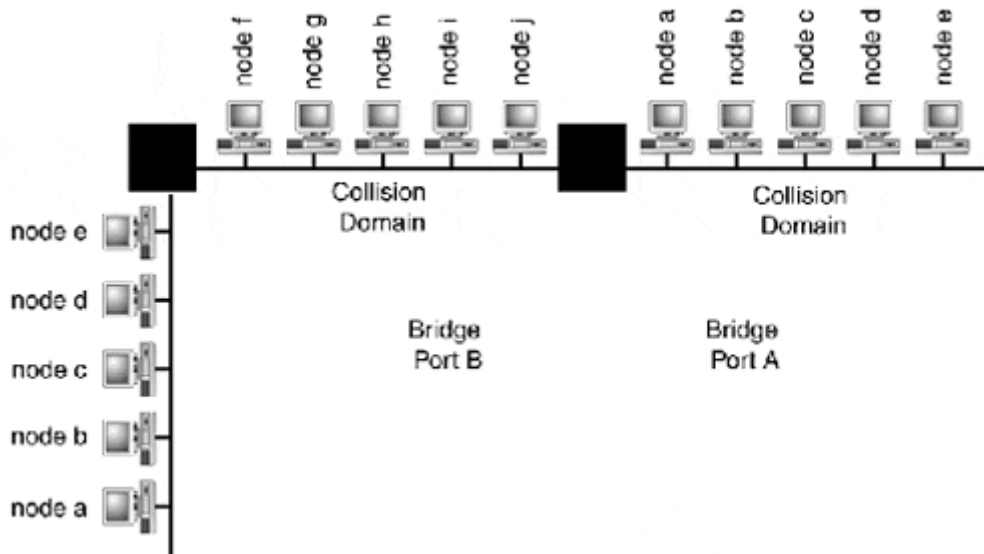 node f
node g
node h
node i
node j
node a
node b
node c
node d
node e
Collision
Domain
Collision
Domain
node e
node d
node c
node b
node a
Bridge
Port B
Bridge
Port A